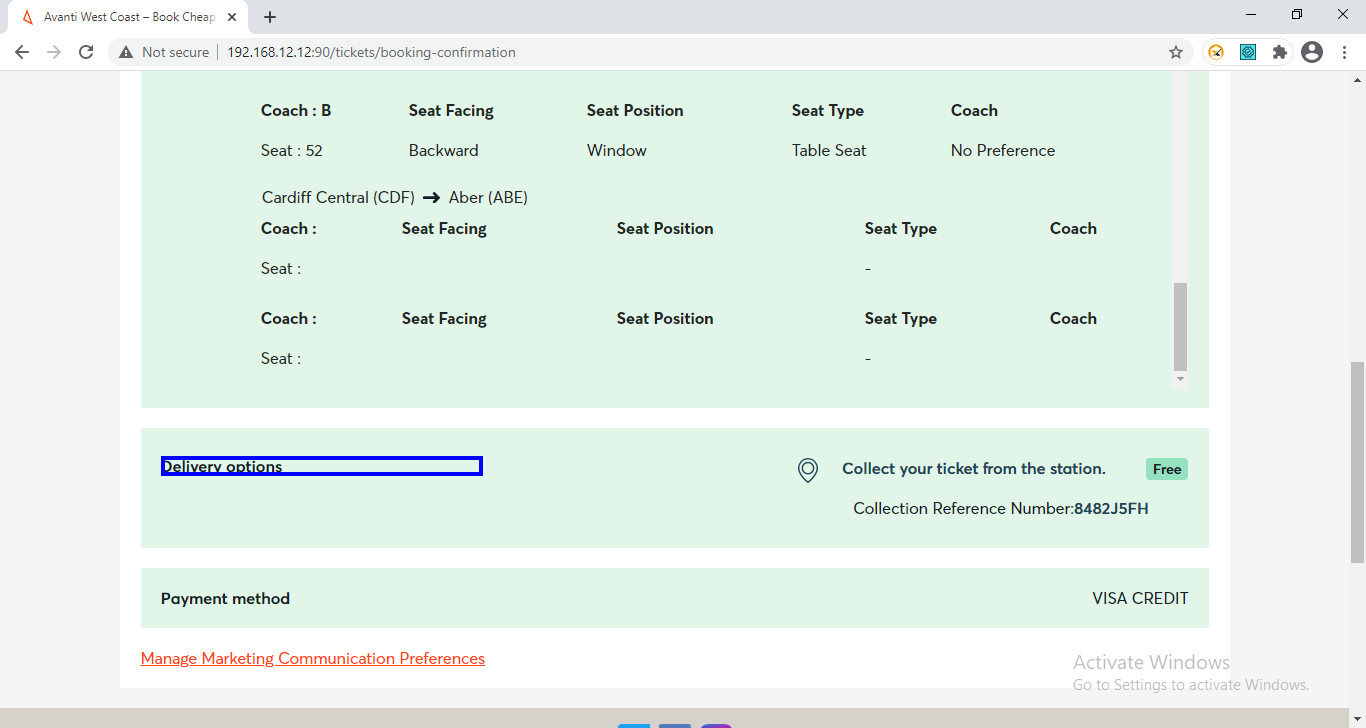 Avanti West Coast – Book Cheap
Not secure 192.168.12.12:90/tickets/booking-confirmation
Coach : B Seat Facing Seat Position Seat Type Coach
Seat : 52 Backward Window Table Seat No Preference
Cardiff Central (CDF) → Aber (ABE)
Coach : Seat Facing Seat Position Seat Type Coach
Seat : -
Coach : Seat Facing Seat Position Seat Type Coach
Seat : -
Delivery options Collect your ticket from the station. Free
Collection Reference Number:8482J5FH
Payment method VISA CREDIT
Manage Marketing Communication Preferences
Activate Windows
Go to Settings to activate Windows.